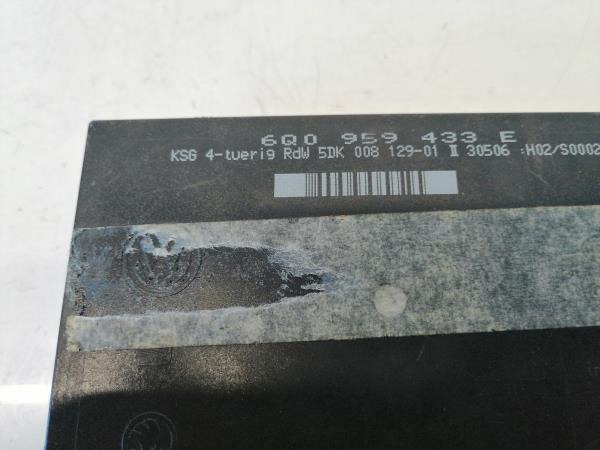 6Q0 959 433 E
KSG 4-tuerig RdW 5DK 008 129-01 II 30506 :H02/S0002